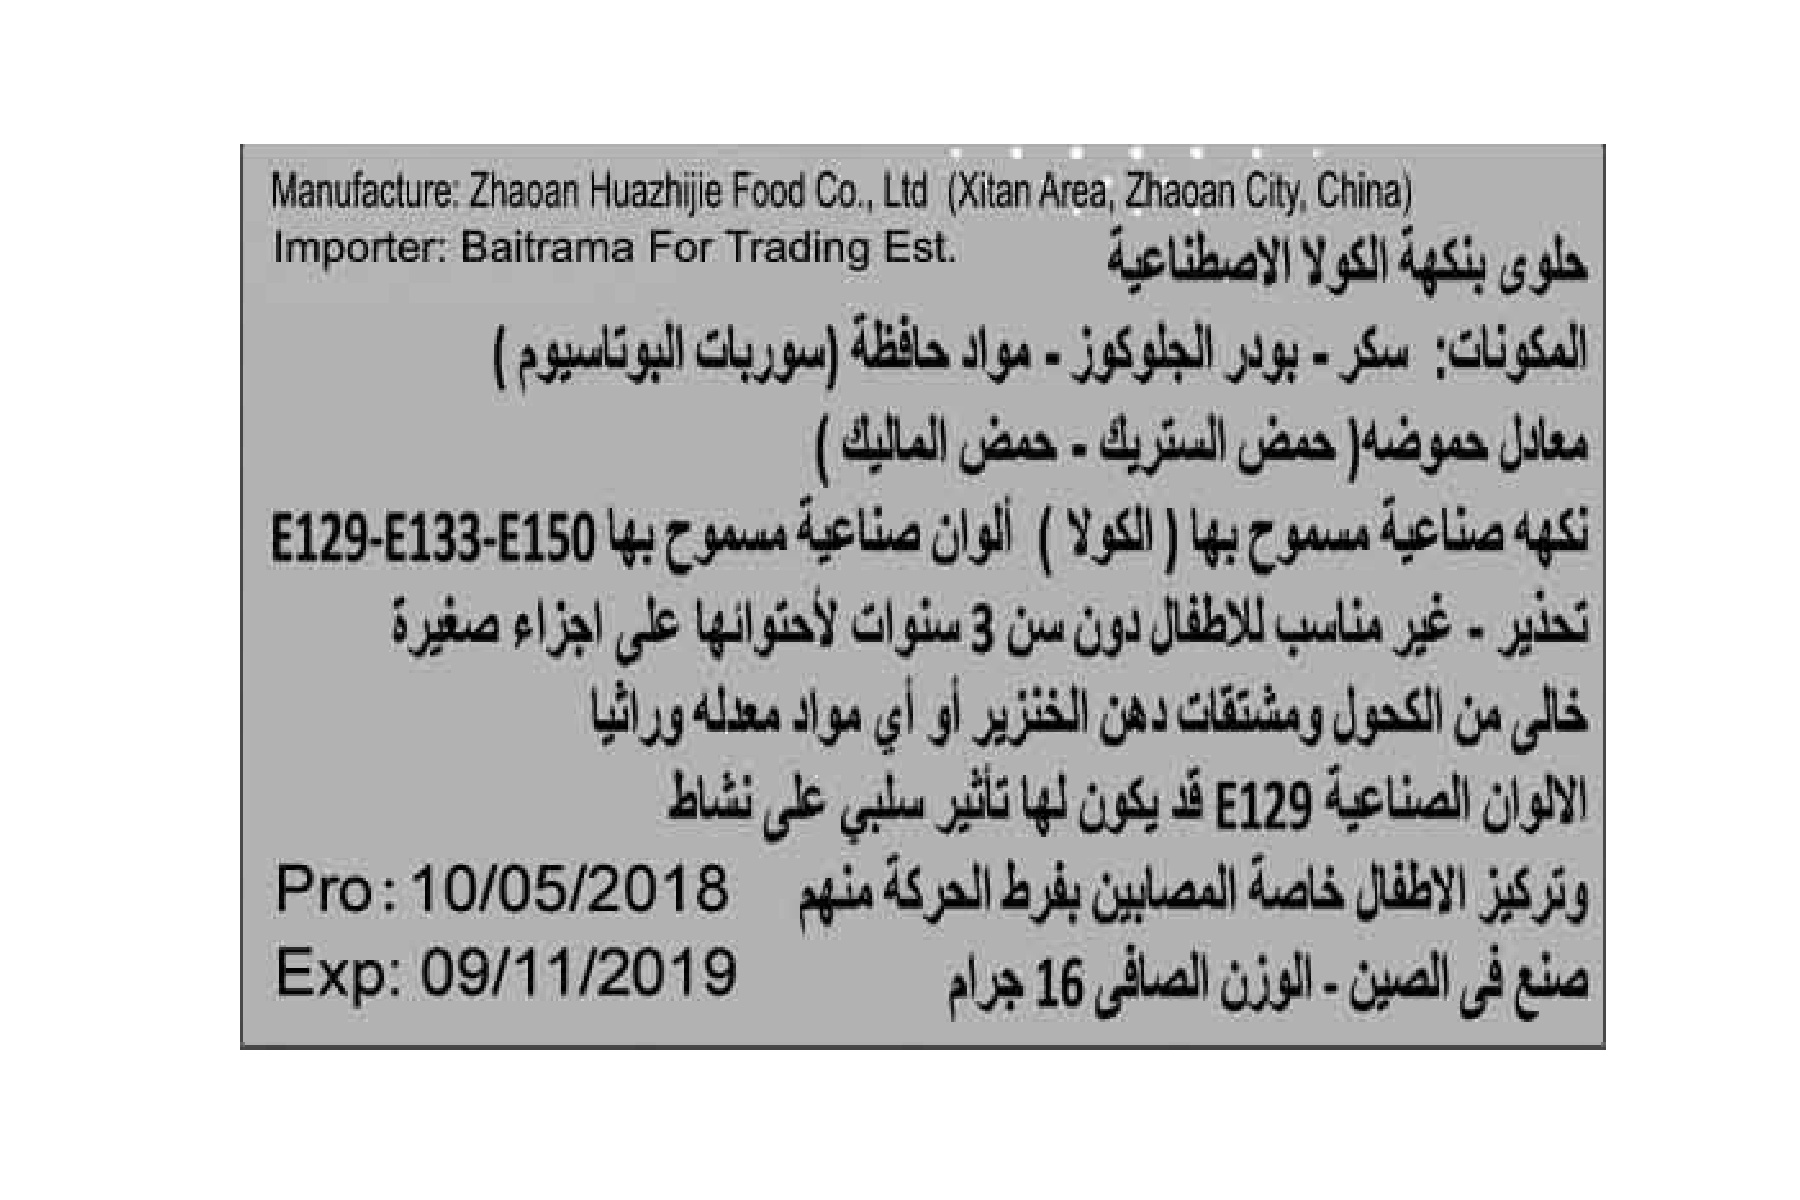 Manufacture: Zhaoan Huazhijie Food Co., Ltd (Xitan Area, Zhaoan City, China)
Importer: Baitrama For Trading Est.
حلوى بنكهة الكولا الاصطناعية
المكونات: سكر - بودر الجلوكوز - مواد حافظة (سوربات البوتاسيوم )
معادل حموضه( حمض الستريك - حمض الماليك )
نكهه صناعية مسموح بها ( الكولا ) ألوان صناعية مسموح بها E129-E133-E150
تحذير - غير مناسب للاطفال دون سن 3 سنوات لأحتوائها على اجزاء صغيرة
خالى من الكحول ومشتقات دهن الخنزير أو أي مواد معدله وراثيا
الالوان الصناعية E129 قد يكون لها تأثير سلبي على نشاط
وتركيز الاطفال خاصة المصابين بفرط الحركة منهم
Pro : 10/05/2018
صنع فى الصين - الوزن الصافى 16 جرام
Exp: 09/11/2019